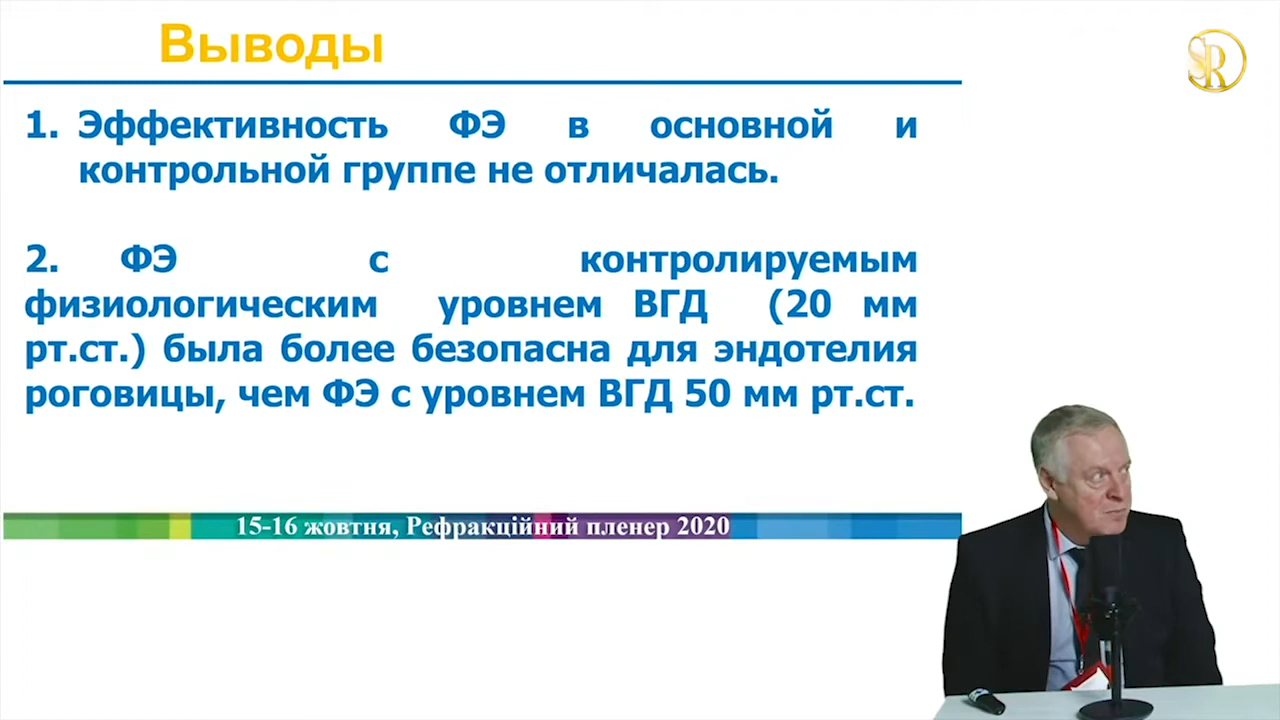 Выводы
SR
1. Эффективность ФЭ в основной и
контрольной группе не отличалась.
2. ФЭ с контролируемым
физиологическим уровнем ВГД (20 мм
рт.ст.) была более безопасна для эндотелия
роговицы, чем ФЭ с уровнем ВГД 50 мм рт.ст.
15-16 жовтня, Рефракційний пленер 2020